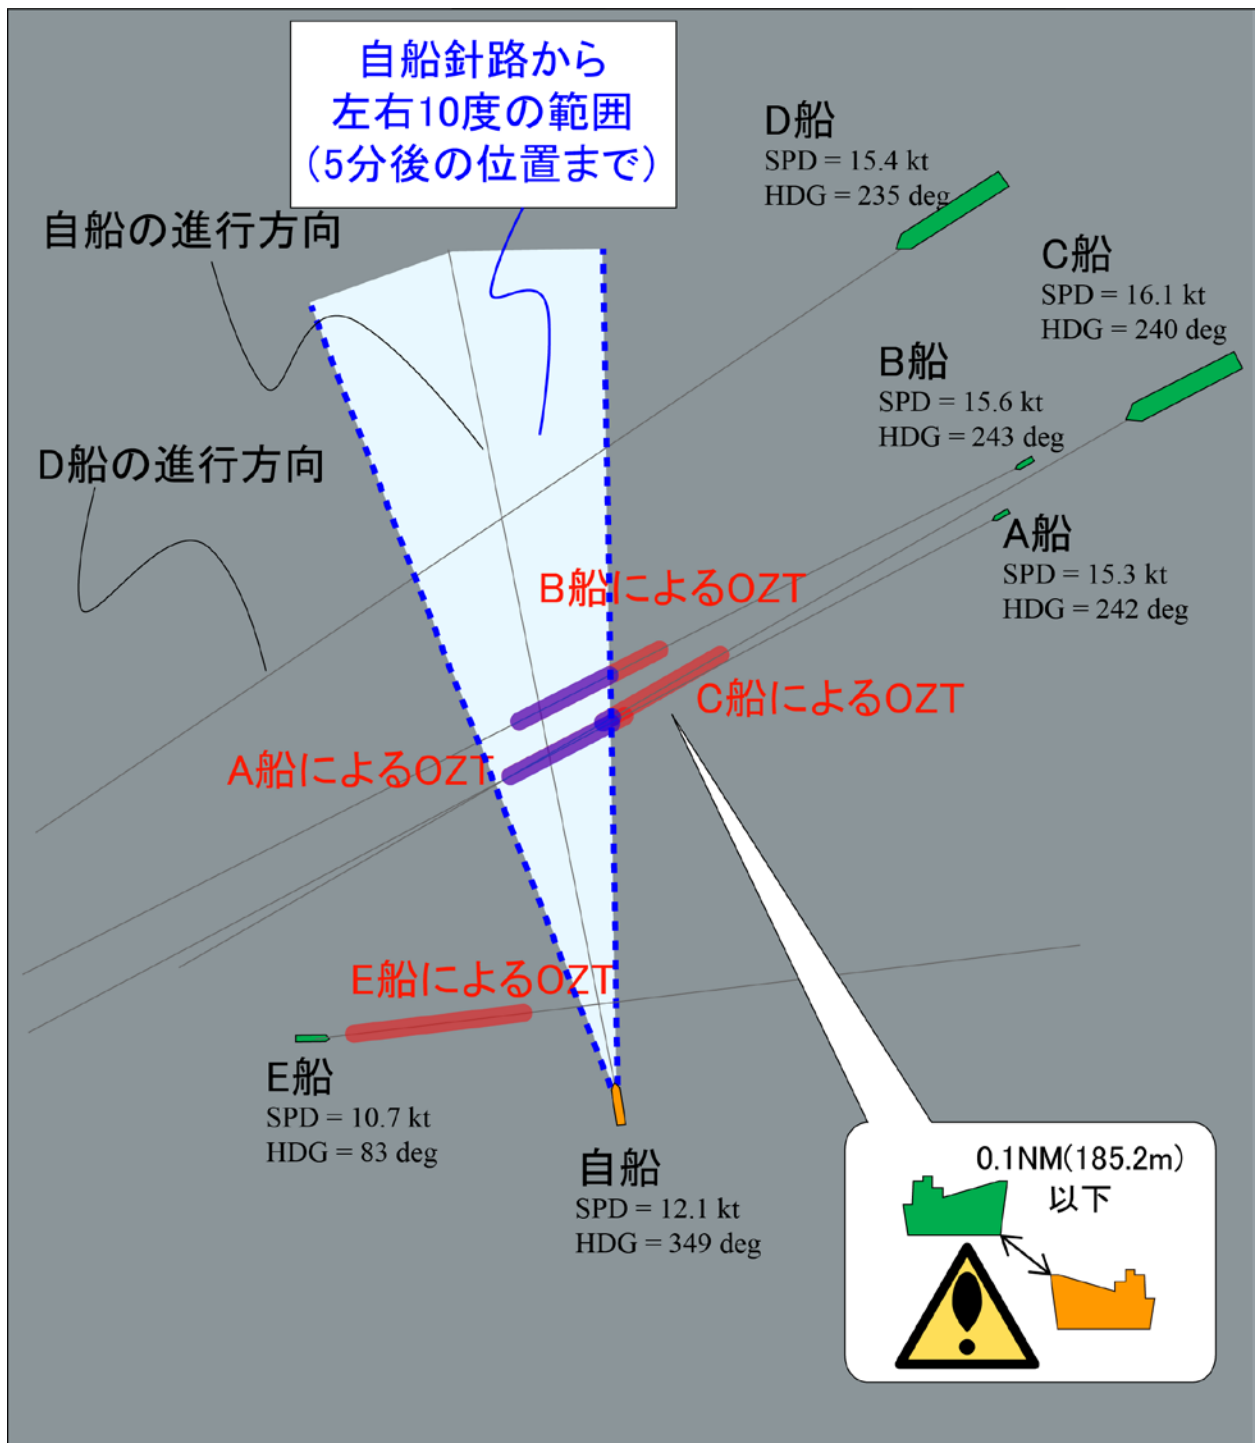 自船針路から
左右10度の範囲
(5分後の位置まで)
D船
SPD = 15.4 kt
HDG = 235 deg
自船の進行方向
C船
SPD = 16.1 kt
HDG = 240 deg
B船
SPD = 15.6 kt
HDG = 243 deg
D船の進行方向
A船
SPD = 15.3 kt
HDG = 242 deg
B船によるOZT
C船によるOZT
A船によるOZT
E船によるOZT
E船
SPD = 10.7 kt
HDG = 83 deg
自船
SPD = 12.1 kt
HDG = 349 deg
0.1NM(185.2m)
以下